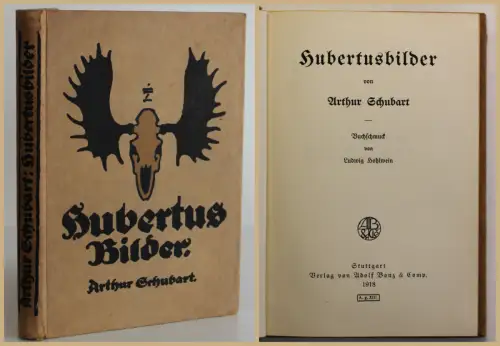 Arthur Schubart: Hubertusbilder
Hubertus
Bilder.
Arthur Schubart.
Hubertusbilder
von
Arthur Schubart
Buchschmuck
von
Ludwig Hohlwein
Stuttgart
Verlag von Adolf Bonz & Comp.
1918